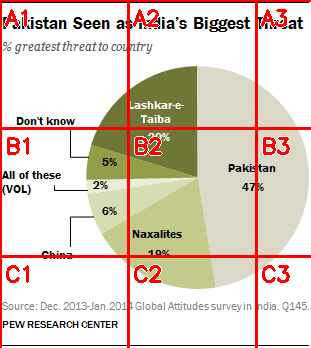 Pakistan Seen as India's Biggest Threat
% greatest threat to country
Lashkar-e-
Taiba
20%
Don't know
5%
Pakistan
47%
All of these
(VOL)
2%
6%
Naxalites
19%
China
Source: Dec. 2013-Jan. 2014 Global Attitudes survey in India. Q145.
PEW RESEARCH CENTER
A1
A2
A3
B1
B2
B3
C1
C2
C3